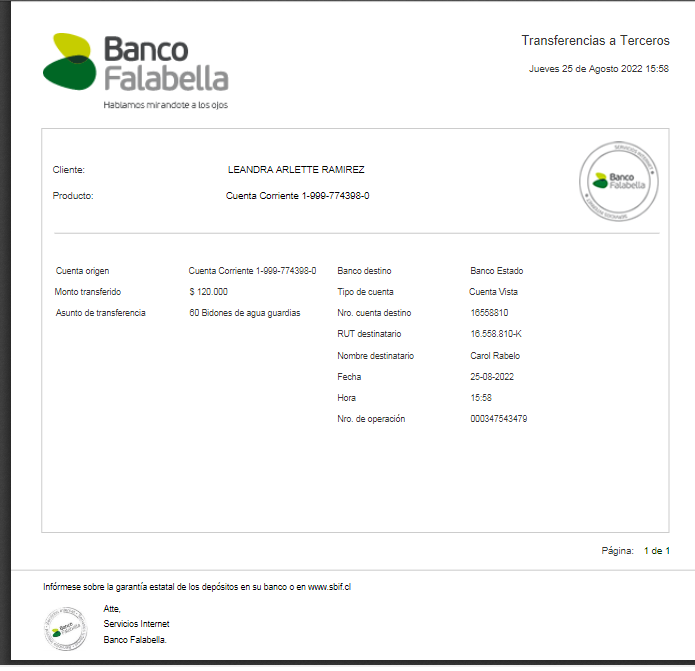 Banco
Falabella
Hablamos mirandote a los ojos
Transferencias a Terceros
Jueves 25 de Agosto 2022 15:58
Cliente: LEANDRA ARLETTE RAMIREZ
Producto: Cuenta Corriente 1-999-774398-0
SERVICIOS INTERNET
Banco
Falabella
Cuenta origen Cuenta Corriente 1-999-774398-0 Banco destino Banco Estado
Monto transferido $ 120.000 Tipo de cuenta Cuenta Vista
Asunto de transferencia 60 Bidones de agua guardias Nro. cuenta destino 16558810
RUT destinatario 16.558.810-K
Nombre destinatario Carol Rabelo
Fecha 25-08-2022
Hora 15:58
Nro. de operación 000347543479
Página: 1 de 1
Infórmese sobre la garantía estatal de los depósitos en su banco o en www.sbif.cl
Banco
Falabella
Atte,
Servicios Internet
Banco Falabella.